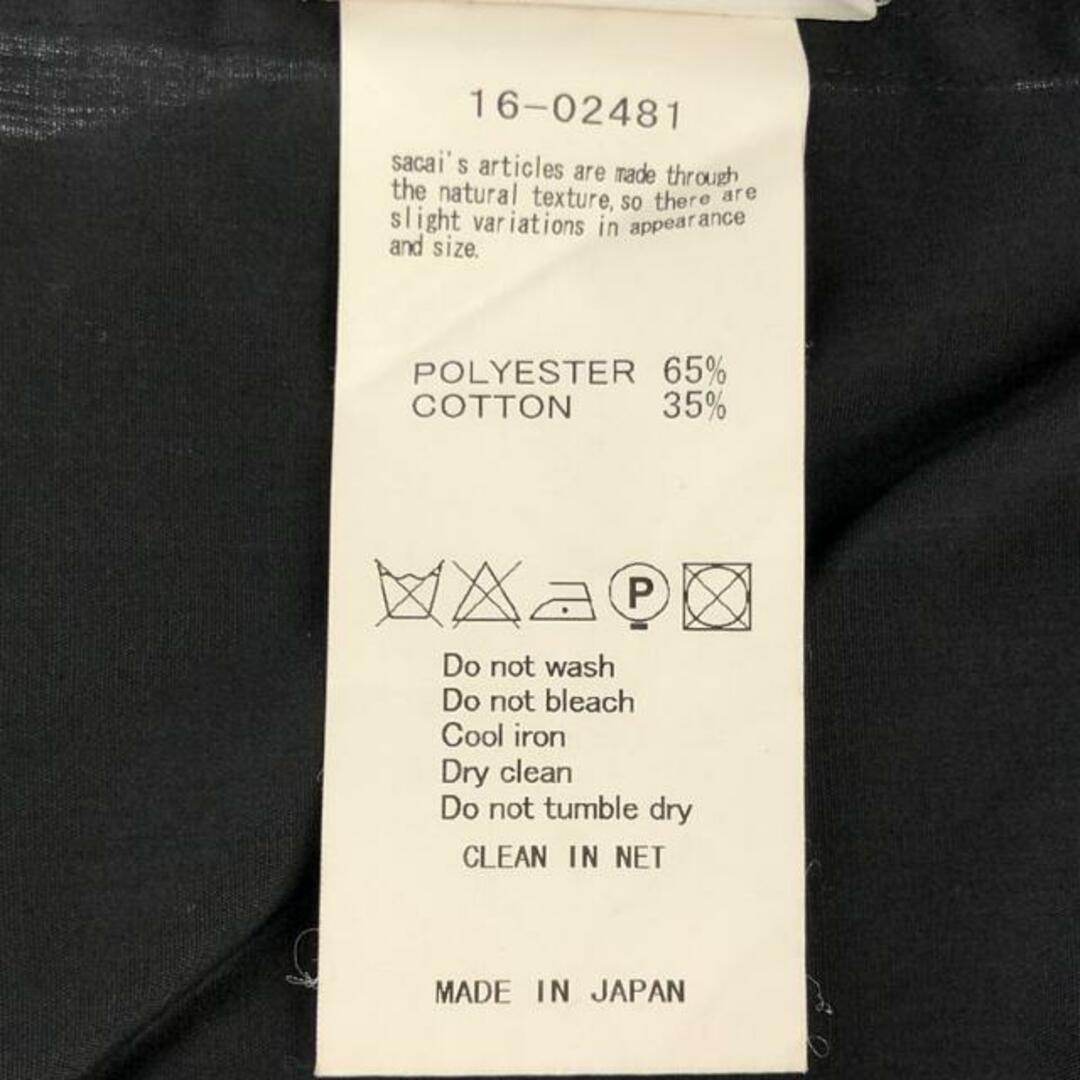 16-02481
sacai's articles are made through
the natural texture, so there are
slight variations in appearance
and size.
POLYESTER 65%
COTTON 35%
P
Do not wash
Do not bleach
Cool iron
Dry clean
Do not tumble dry
CLEAN IN NET
MADE IN JAPAN